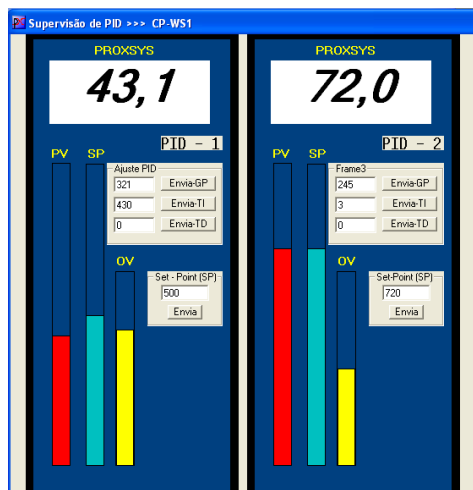 Supervisão de PID >>> CP-WS1
PROXSYS
43,1
PID - 1
PV SP
Ajuste PID
321 Envia-GP
430 Envia-TI
0 Envia-TD
OV
Set - Point (SP)
500
Envia
PROXSYS
72,0
PID - 2
PV SP
Frame3
245 Envia-GP
3 Envia-TI
0 Envia-TD
OV
Set-Point (SP)
720
Envia